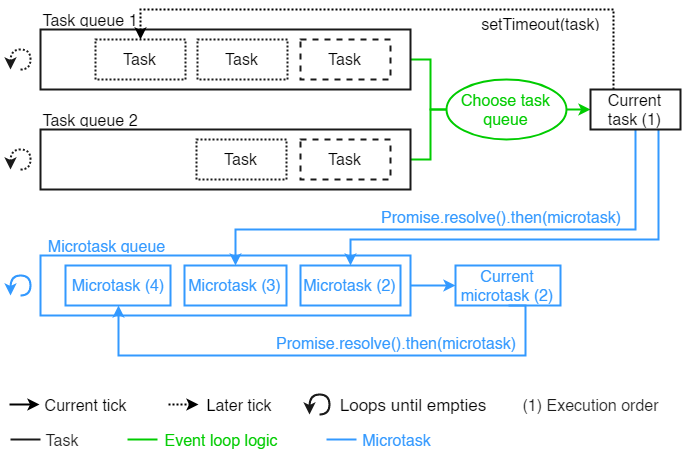 Task queue 1
setTimeout(task)
Task Task Task
Choose task
queue
Current
task (1)
Task queue 2
Task Task
Promise.resolve().then(microtask)
Microtask queue
Microtask (4) Microtask (3) Microtask (2)
Current
microtask (2)
Promise.resolve().then(microtask)
Current tick Later tick Loops until empties (1) Execution order
Task Event loop logic Microtask